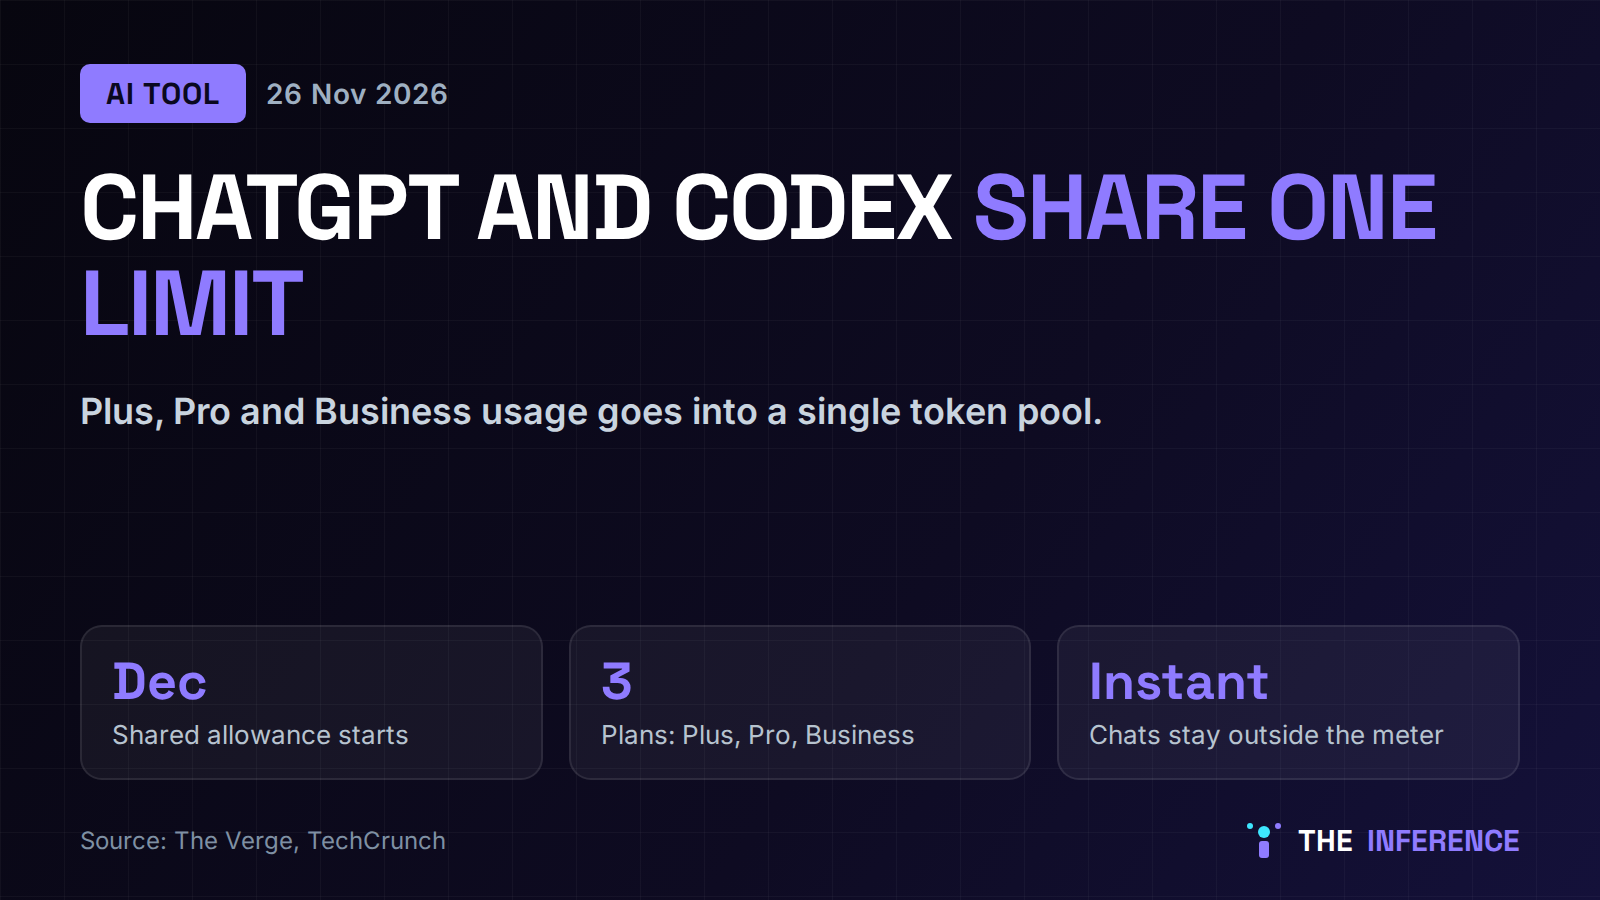 AI TOOL
26 Nov 2026
CHATGPT AND CODEX SHARE ONE
LIMIT
Plus, Pro and Business usage goes into a single token pool.
Dec
Shared allowance starts
3
Plans: Plus, Pro, Business
Instant
Chats stay outside the meter
Source: The Verge, TechCrunch
THE INFERENCE